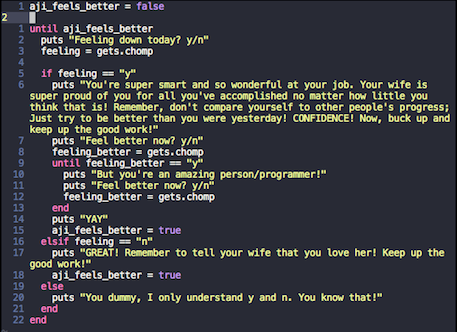 1 aji_feels_better = false
2
1 until aji_feels_better
2   puts "Feeling down today? y/n"
3   feeling = gets.chomp
4
5   if feeling == "y"
6     puts "You're super smart and so wonderful at your job. Your wife is
super proud of you for all you've accomplished no matter how little you
think that is! Remember, don't compare yourself to other people's progress;
Just try to be better than you were yesterday! CONFIDENCE! Now, buck up and
keep up the good work!"
7     puts "Feel better now? y/n"
8     feeling_better = gets.chomp
9     until feeling_better == "y"
10       puts "But you're an amazing person/programmer!"
11       puts "Feel better now? y/n"
12       feeling_better = gets.chomp
13     end
14     puts "YAY"
15     aji_feels_better = true
16   elsif feeling == "n"
17     puts "GREAT! Remember to tell your wife that you love her! Keep up the
good work!"
18     aji_feels_better = true
19   else
20     puts "You dummy, I only understand y and n. You know that!"
21   end
22 end